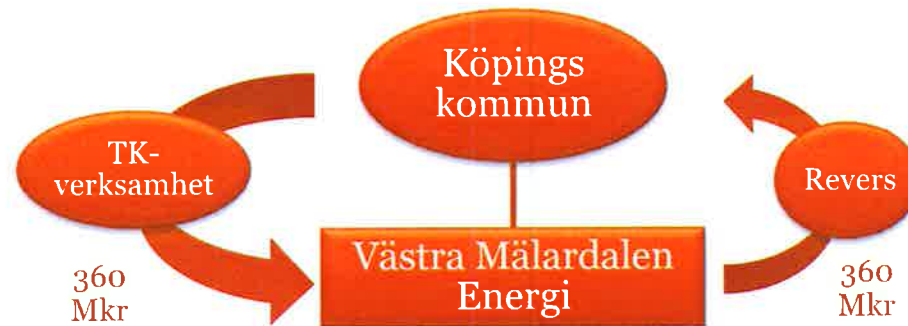 Köpings
kommun
TK-
verksamhet
Revers
Västra Mälardalen
Energi
360
Mkr
360
Mkr